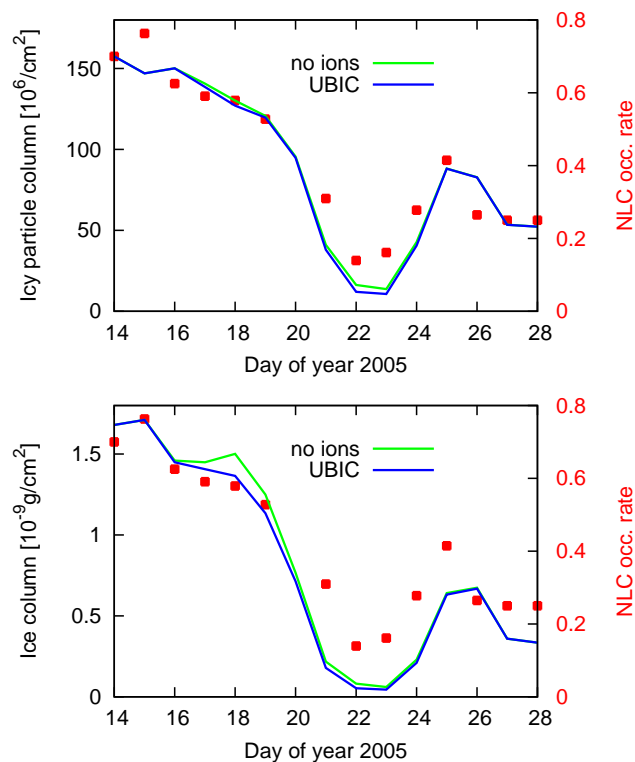 Icy particle column [10^6/cm^2]
150
100
50
0
no ions
UBIC
0.8
0.6
0.4
0.2
0
NLC occ. rate
14 16 18 20 22 24 26 28
Day of year 2005
Ice column [10^-9g/cm^2]
1.5
1
0.5
0
no ions
UBIC
0.8
0.6
0.4
0.2
0
NLC occ. rate
14 16 18 20 22 24 26 28
Day of year 2005